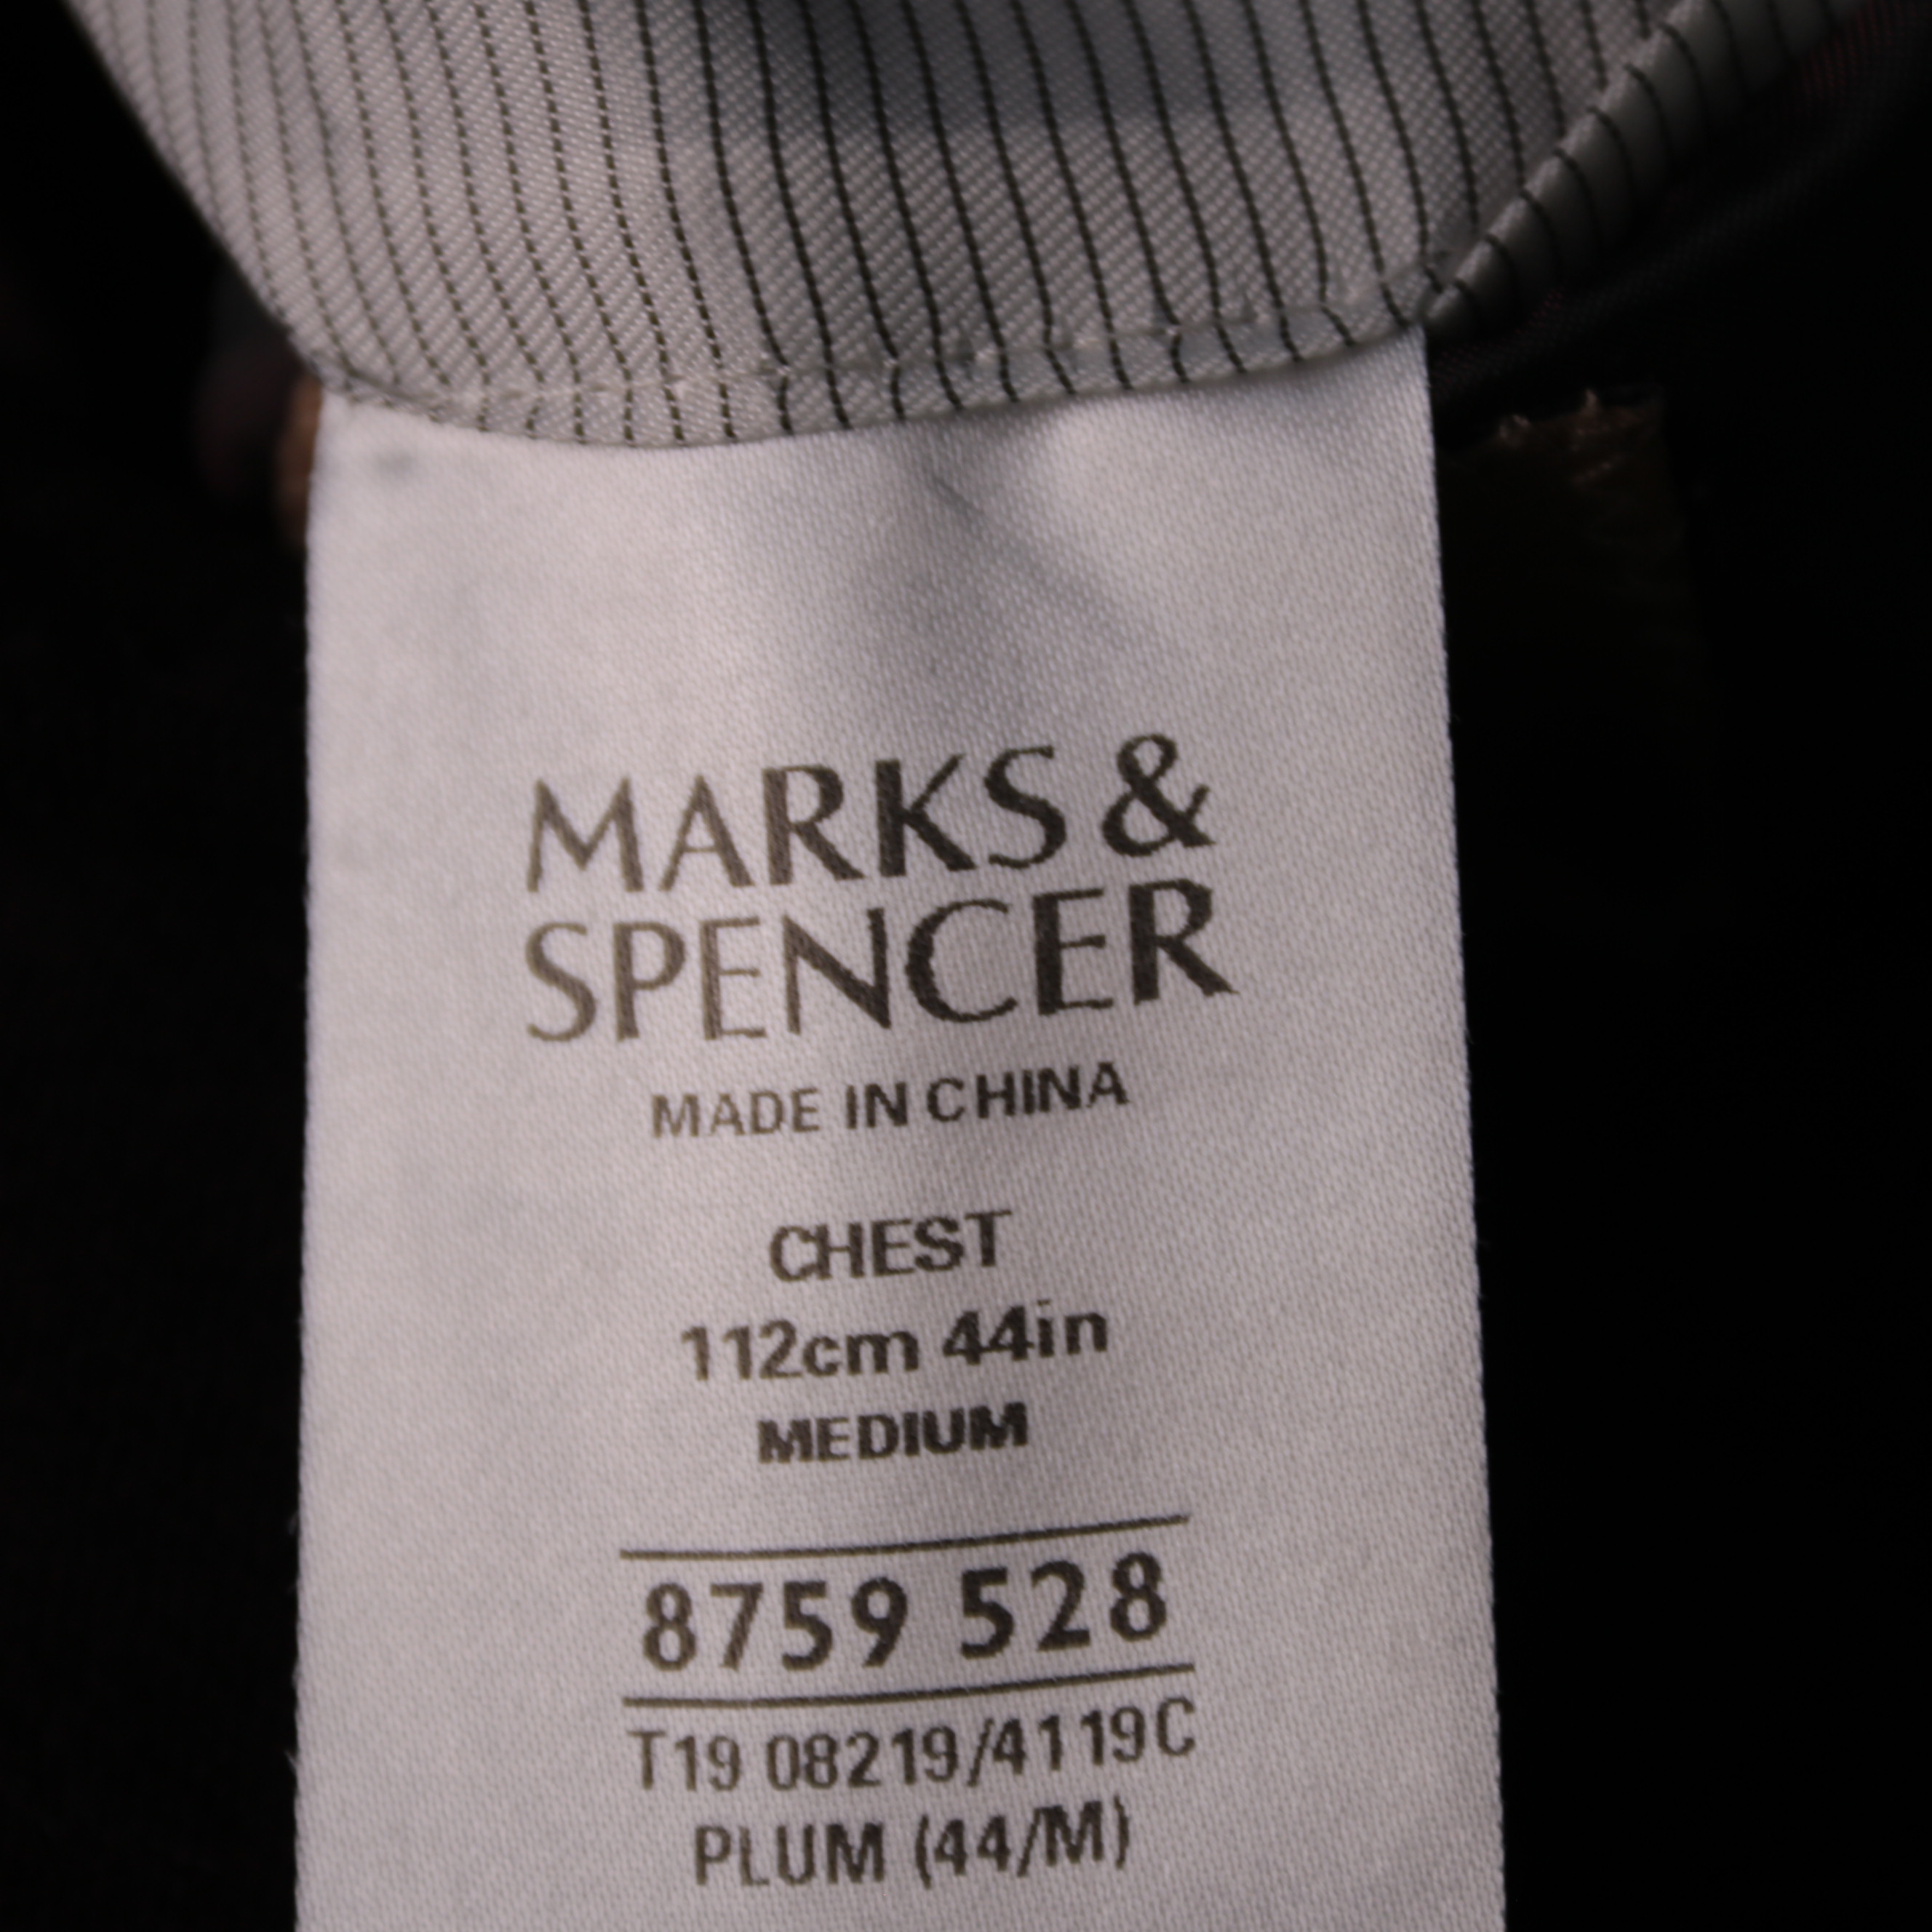 MARKS &
SPENCER
MADE IN CHINA
CHEST
112cm 44in
MEDIUM
8759 528
T19 08219/4119C
PLUM (44/M)